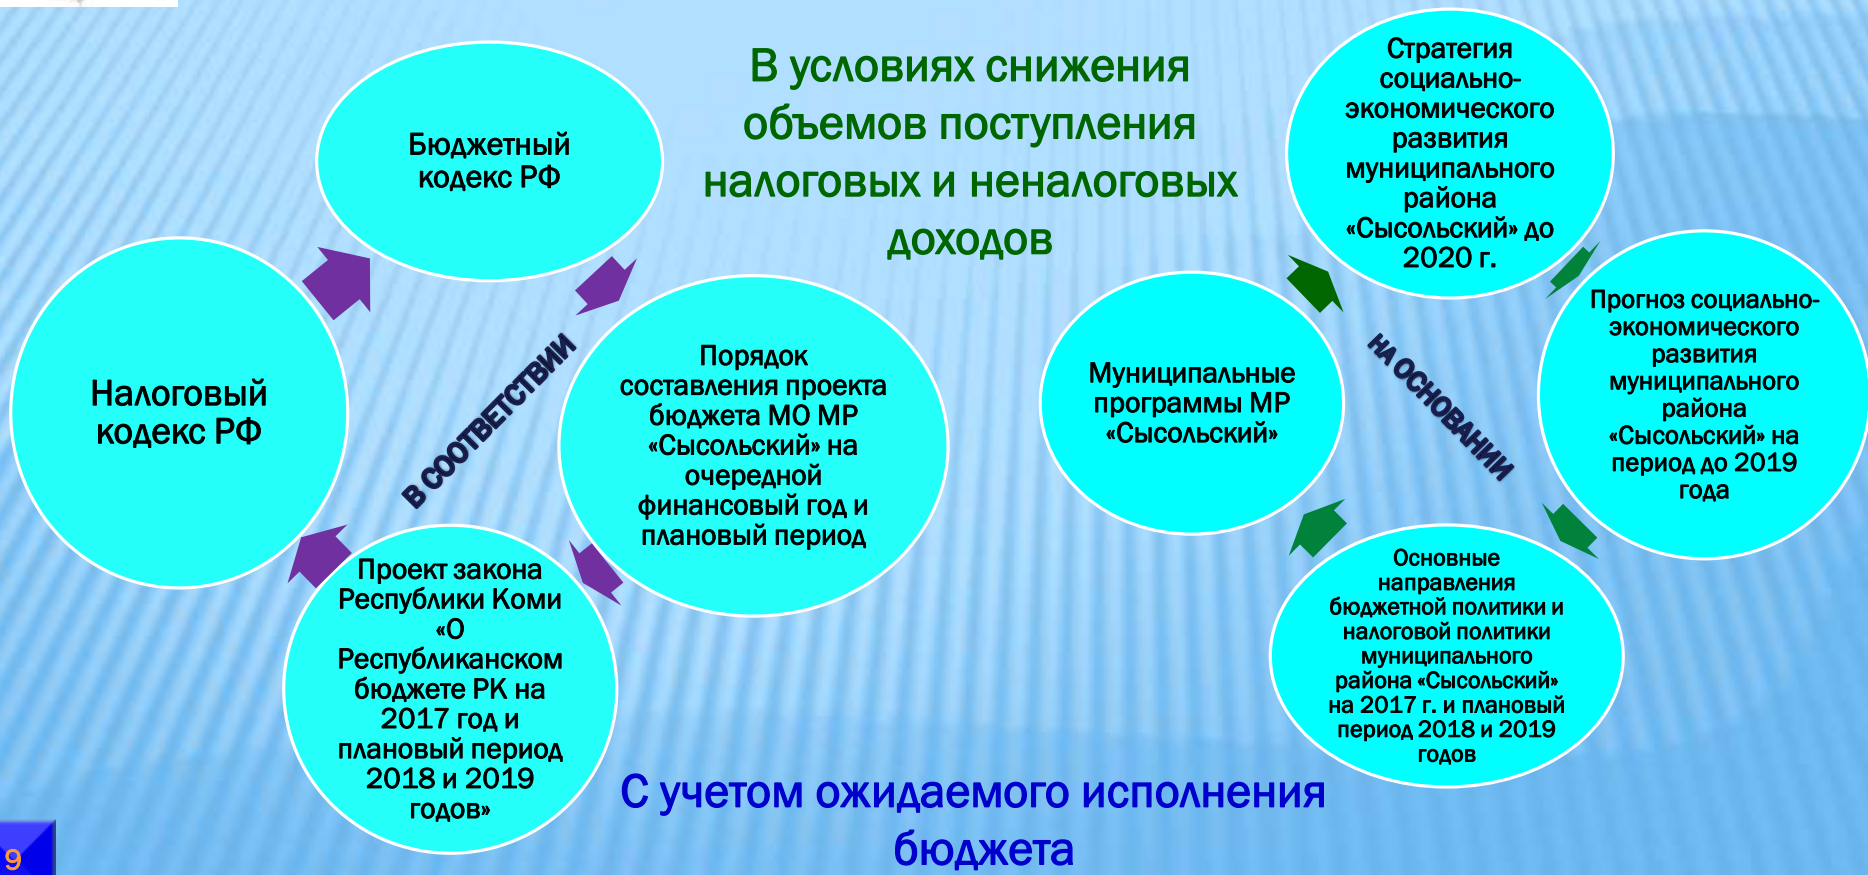 В условиях снижения
объемов поступления
налоговых и неналоговых
доходов
Бюджетный
кодекс РФ
Налоговый
кодекс РФ
В СООТВЕТСТВИИ
Порядок
составления проекта
бюджета МО МР
«Сысольский» на
очередной
финансовый год и
плановый период
Проект закона
Республики Коми
«О
Республиканском
бюджете РК на
2017 год и
плановый период
2018 и 2019
годов»
Стратегия
социально-
экономического
развития
муниципального
района
«Сысольский» до
2020 г.
Муниципальные
программы МР
«Сысольский»
НА ОСНОВАНИИ
Прогноз социально-
экономического
развития
муниципального
района
«Сысольский» на
период до 2019
года
Основные
направления
бюджетной политики и
налоговой политики
муниципального
района «Сысольский»
на 2017 г. и плановый
период 2018 и 2019
годов
С учетом ожидаемого исполнения
бюджета
9